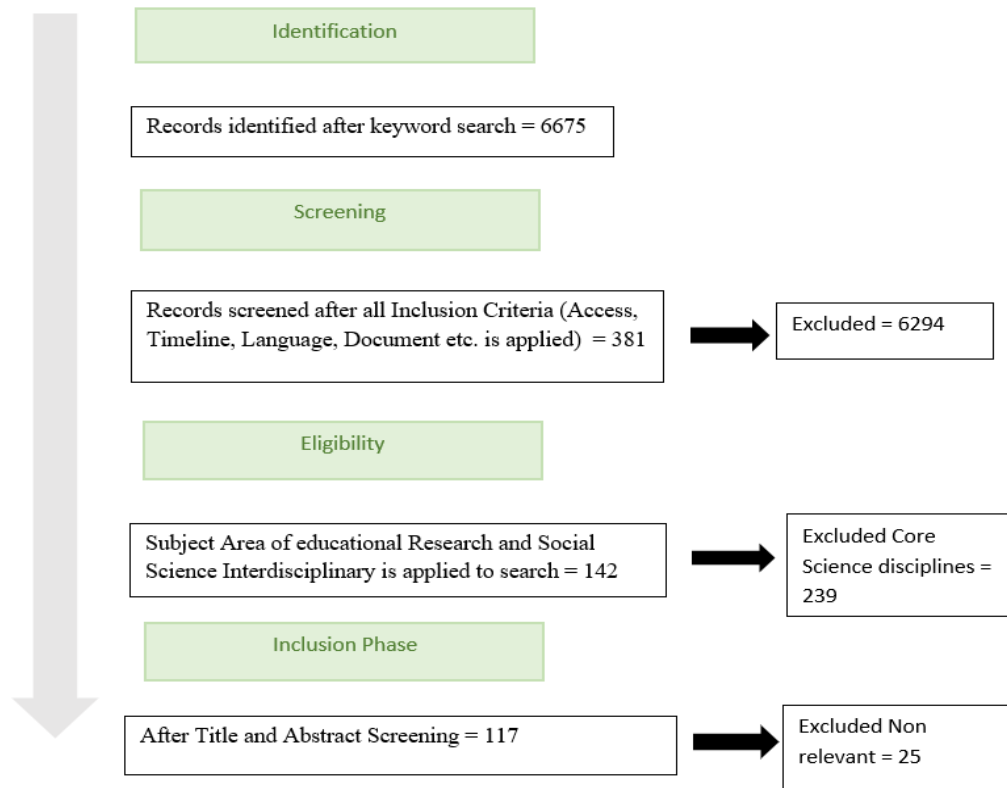 Identification
Records identified after keyword search = 6675
Screening
Records screened after all Inclusion Criteria (Access,
Timeline, Language, Document etc. is applied)  = 381
Excluded = 6294
Eligibility
Subject Area of educational Research and Social
Science Interdisciplinary is applied to search = 142
Excluded Core
Science disciplines =
239
Inclusion Phase
After Title and Abstract Screening = 117
Excluded Non
relevant = 25